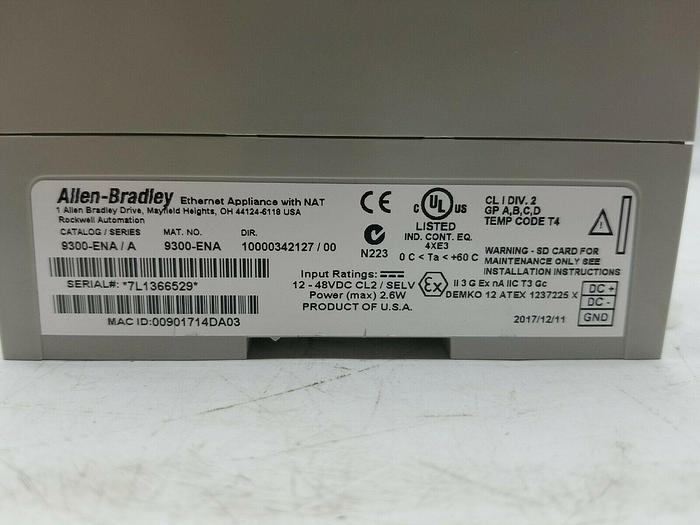 Allen-Bradley Ethernet Appliance with NAT
1 Allen Bradley Drive, Mayfield Heights, OH 44124-6118 USA
Rockwell Automation
CATALOG / SERIES MAT. NO. DIR.
9300-ENA / A 9300-ENA 10000342127 / 00
SERIAL#: *7L1366529*
MAC ID:00901714DA03
CE
N223
Input Ratings:
12 - 48VDC CL2 / SELV
Power (max) 2.6W
PRODUCT OF U.S.A.
C UL US
LISTED
IND. CONT. EQ.
4XE3
0 C < Ta < +60 C
CL I DIV. 2
GP A,B,C,D
TEMP CODE T4
WARNING - SD CARD FOR
MAINTENANCE ONLY SEE
INSTALLATION INSTRUCTIONS
Ex II 3 G Ex nA IIC T3 Gc
DEMKO 12 ATEX 1237225 X
2017/12/11
DC +
DC -
GND